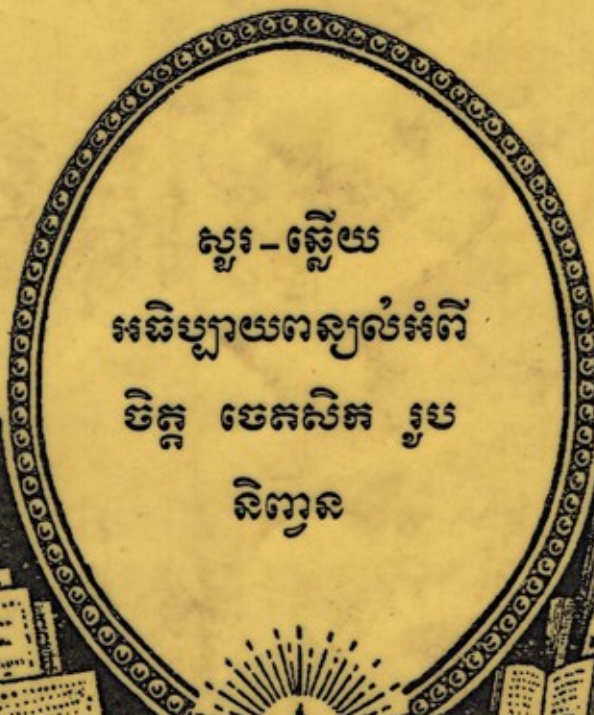 សួរ-ឆ្លើយ
អធិប្បាយពន្យល់អំពី
ចិត្ត ចេតសិក រូប
និញ្វន